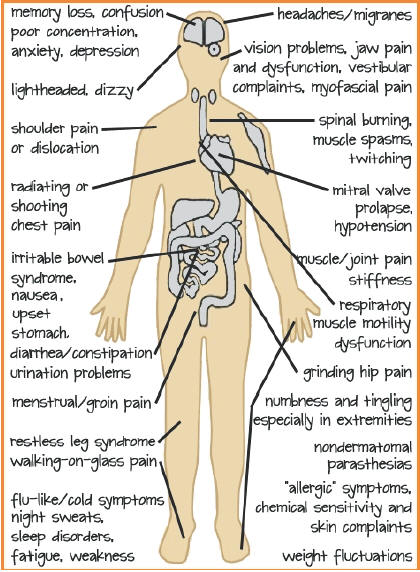 memory loss, confusion
poor concentration,
anxiety, depression
lightheaded, dizzy
shoulder pain
or dislocation
radiating or
shooting
chest pain
irritable bowel
syndrome,
nausea,
upset
stomach,
diarrhea/constipation
urination problems
menstrual/groin pain
restless leg syndrome
walking-on-glass pain
flu-like/cold symptoms
night sweats,
sleep disorders,
fatigue, weakness
headaches/migranes
vision problems, jaw pain
and dysfunction, vestibular
complaints, myofascial pain
spinal burning,
muscle spasms,
twitching
mitral valve
prolapse,
hypotension
muscle/joint pain
stiffness
respiratory
muscle motility
dysfunction
grinding hip pain
numbness and tingling
especially in extremities
nondermatomal
parasthesias
"allergic" symptoms,
chemical sensitivity and
skin complaints
weight fluctuations